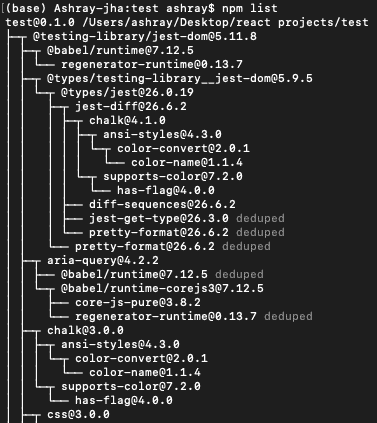 [(base) Ashray-jha:test ashray$ npm list
test@0.1.0 /Users/ashray/Desktop/react projects/test
├─┬ @testing-library/jest-dom@5.11.8
│ ├─┬ @babel/runtime@7.12.5
│ │ └── regenerator-runtime@0.13.7
│ ├─┬ @types/testing-library__jest-dom@5.9.5
│ │ └─┬ @types/jest@26.0.19
│ │   ├─┬ jest-diff@26.6.2
│ │   │ ├─┬ chalk@4.1.0
│ │   │ │ ├─┬ ansi-styles@4.3.0
│ │   │ │ │ └─┬ color-convert@2.0.1
│ │   │ │ │   └── color-name@1.1.4
│ │   │ │ └─┬ supports-color@7.2.0
│ │   │ │   └── has-flag@4.0.0
│ │   │ ├── diff-sequences@26.6.2
│ │   │ ├── jest-get-type@26.3.0 deduped
│ │   │ └── pretty-format@26.6.2 deduped
│ │   └── pretty-format@26.6.2 deduped
│ ├─┬ aria-query@4.2.2
│ │ ├── @babel/runtime@7.12.5 deduped
│ │ └─┬ @babel/runtime-corejs3@7.12.5
│ │   ├── core-js-pure@3.8.2
│ │   └── regenerator-runtime@0.13.7 deduped
│ ├─┬ chalk@3.0.0
│ │ ├─┬ ansi-styles@4.3.0
│ │ │ └─┬ color-convert@2.0.1
│ │ │   └── color-name@1.1.4
│ │ └─┬ supports-color@7.2.0
│ │   └── has-flag@4.0.0
│ ├─┬ css@3.0.0